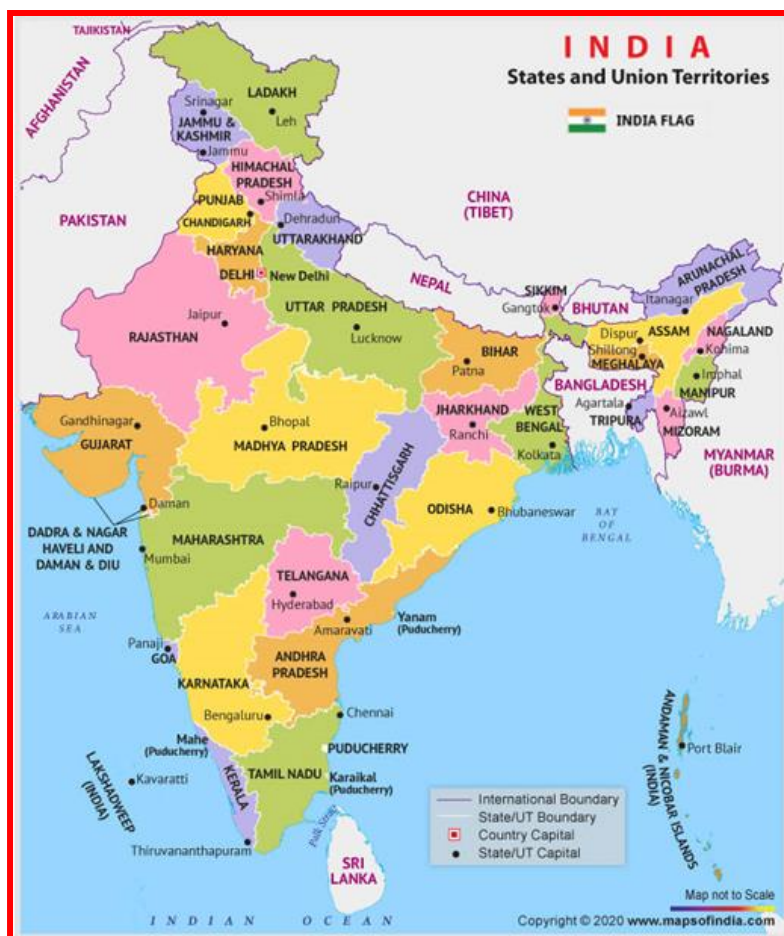 TAJIKISTAN
INDIA
States and Union Territories
INDIA FLAG
AFGHANISTAN
LADAKH
Srinagar
Leh
JAMMU &
KASHMIR
Jammu
HIMACHAL
PRADESH
Shimla
PUNJAB
CHANDIGARH
Dehradun
UTTARAKHAND
PAKISTAN
CHINA
(TIBET)
HARYANA
DELHI
New Delhi
NEPAL
SIKKIM
Gangtok
BHUTAN
ARUNACHAL
PRADESH
Itanagar
Jaipur
RAJASTHAN
UTTAR PRADESH
Lucknow
BIHAR
Patna
Dispur
ASSAM
NAGALAND
Shillong
MEGHALAYA
Kohima
Imphal
MANIPUR
BANGLADESH
Agartala
TRIPURA
Aizawl
MIZORAM
MYANMAR
(BURMA)
Gandhinagar
GUJARAT
Bhopal
MADHYA PRADESH
JHARKHAND
Ranchi
WEST
BENGAL
Kolkata
Raipur
CHHATTISGARH
ODISHA
Bhubaneswar
Daman
DADRA & NAGAR
HAVELI AND
DAMAN & DIU
MAHARASHTRA
Mumbai
BAY
OF
BENGAL
TELANGANA
Hyderabad
ARABIAN
SEA
Amaravati
Yanam
(Puducherry)
Panaji
GOA
KARNATAKA
ANDHRA
PRADESH
Bengaluru
Chennai
Mahe
(Puducherry)
PUDUCHERRY
KERALA
TAMIL NADU
Karaikal
(Puducherry)
LAKSHADWEEP
(INDIA)
Kavaratti
Thiruvananthapuram
Palk Strait
SRI
LANKA
ANDAMAN & NICOBAR ISLANDS
(INDIA)
Port Blair
International Boundary
State/UT Boundary
Country Capital
State/UT Capital
Map not to Scale
INDIAN OCEAN
Copyright © 2020 www.mapsofindia.com